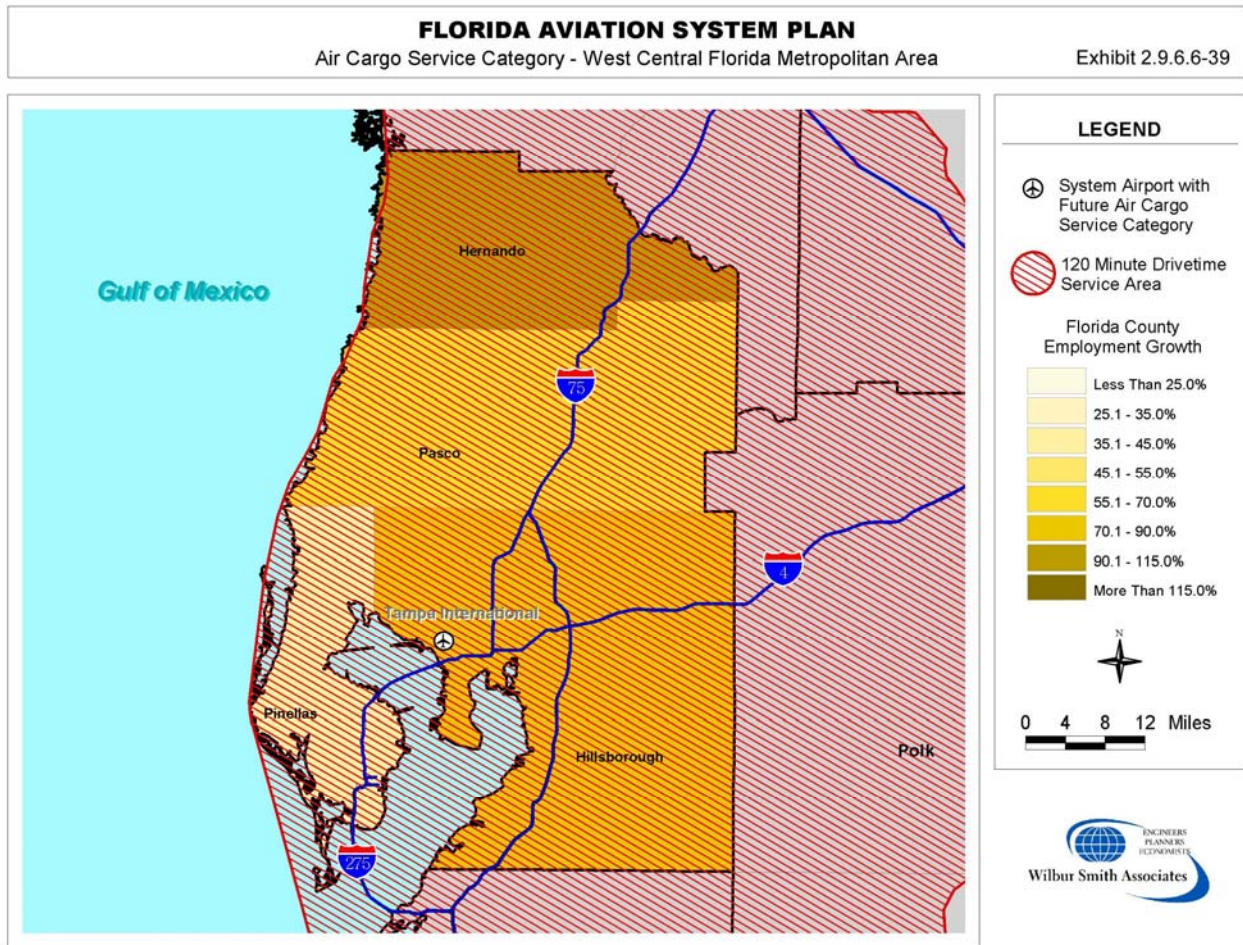 FLORIDA AVIATION SYSTEM PLAN
Air Cargo Service Category - West Central Florida Metropolitan Area
Exhibit 2.9.6.6-39
Gulf of Mexico
Hernando
75
Pasco
4
Tampa International
Pinellas
Hillsborough
Polk
275
LEGEND
System Airport with
Future Air Cargo
Service Category
120 Minute Drivetime
Service Area
Florida County
Employment Growth
Less Than 25.0%
25.1 - 35.0%
35.1 - 45.0%
45.1 - 55.0%
55.1 - 70.0%
70.1 - 90.0%
90.1 - 115.0%
More Than 115.0%
N
0 4 8 12 Miles
ENGINEERS
PLANNERS
ECONOMISTS
Wilbur Smith Associates